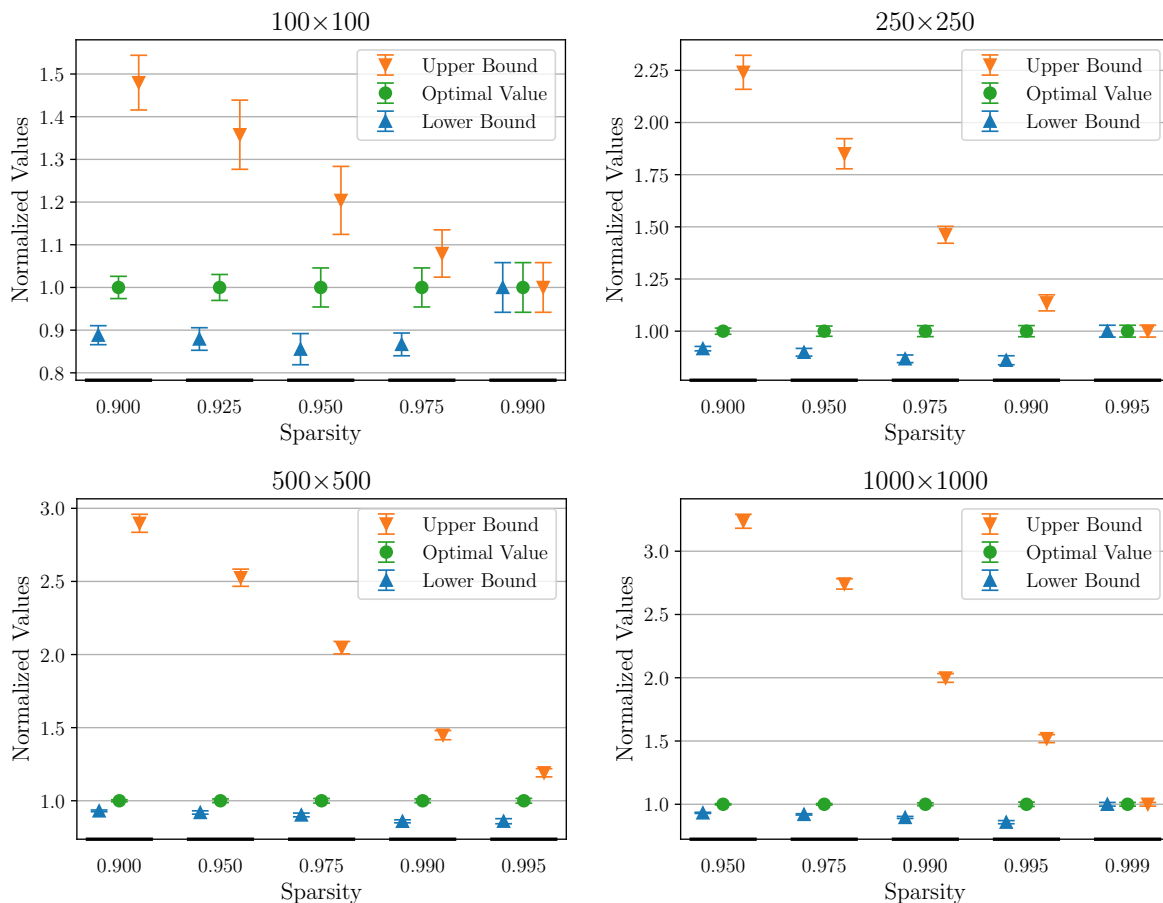 100×100
Normalized Values
1.5
1.4
1.3
1.2
1.1
1.0
0.9
0.8
Upper Bound
Optimal Value
Lower Bound
0.900 0.925 0.950 0.975 0.990
Sparsity
250×250
Normalized Values
2.25
2.00
1.75
1.50
1.25
1.00
Upper Bound
Optimal Value
Lower Bound
0.900 0.950 0.975 0.990 0.995
Sparsity
500×500
Normalized Values
3.0
2.5
2.0
1.5
1.0
Upper Bound
Optimal Value
Lower Bound
0.900 0.950 0.975 0.990 0.995
Sparsity
1000×1000
Normalized Values
3.0
2.5
2.0
1.5
1.0
Upper Bound
Optimal Value
Lower Bound
0.950 0.975 0.990 0.995 0.999
Sparsity